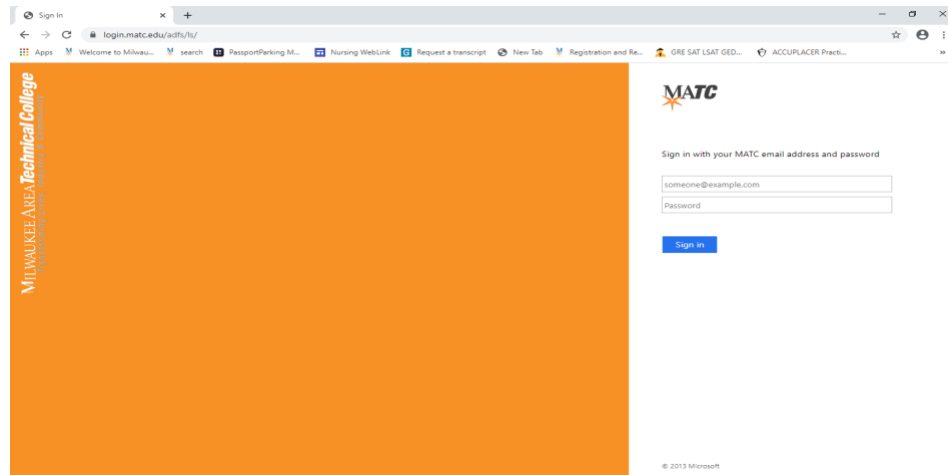 Sign In
login.matc.edu/adfs/ls/
Apps Welcome to Milwau... search PassportParking M... Nursing WebLink Request a transcript New Tab Registration and Re... GRE SAT LSAT GED... ACCUPLACER Practi... »
MILWAUKEE AREA Technical College
MATC
Sign in with your MATC email address and password
someone@example.com
Password
Sign in
© 2013 Microsoft